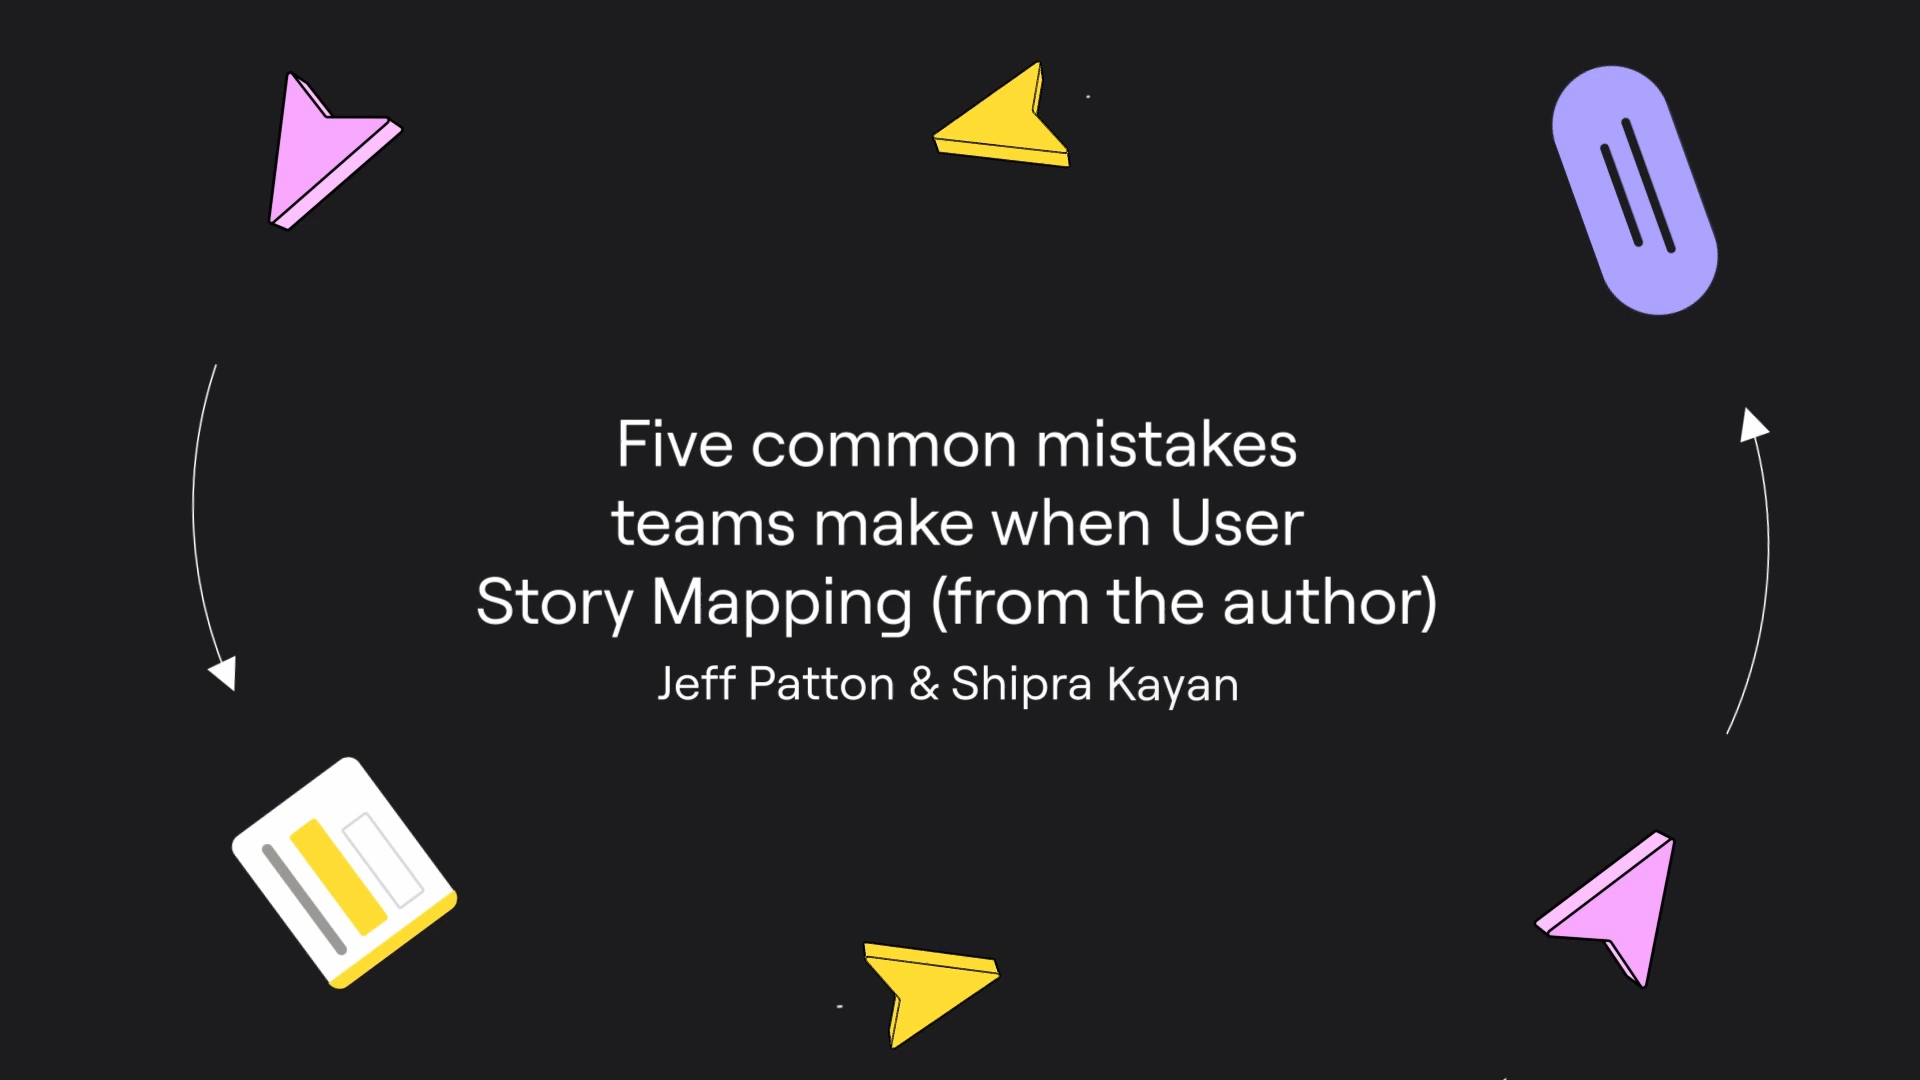 Five common mistakes
teams make when User
Story Mapping (from the author)
Jeff Patton & Shipra Kayan